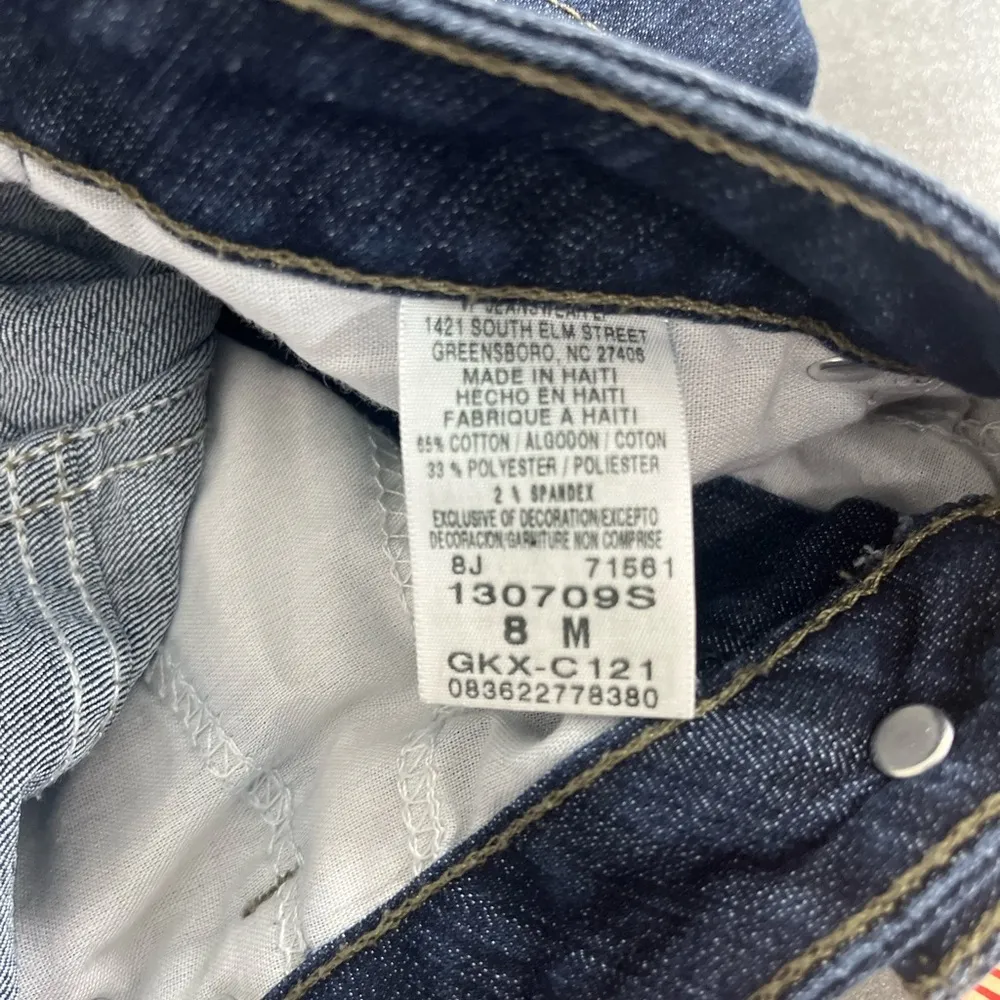 JEANSWEAR
1421 SOUTH ELM STREET
GREENSBORO, NC 27406
MADE IN HAITI
HECHO EN HAITI
FABRIQUE A HAITI
65% COTTON / ALGODON / COTON
33 % POLYESTER / POLIESTER
2 % SPANDEX
EXCLUSIVE OF DECORATION/EXCEPTO
DECORACION/GARNITURE NON COMPRISE
8J 71561
130709S
8 M
GKX-C121
083622778380